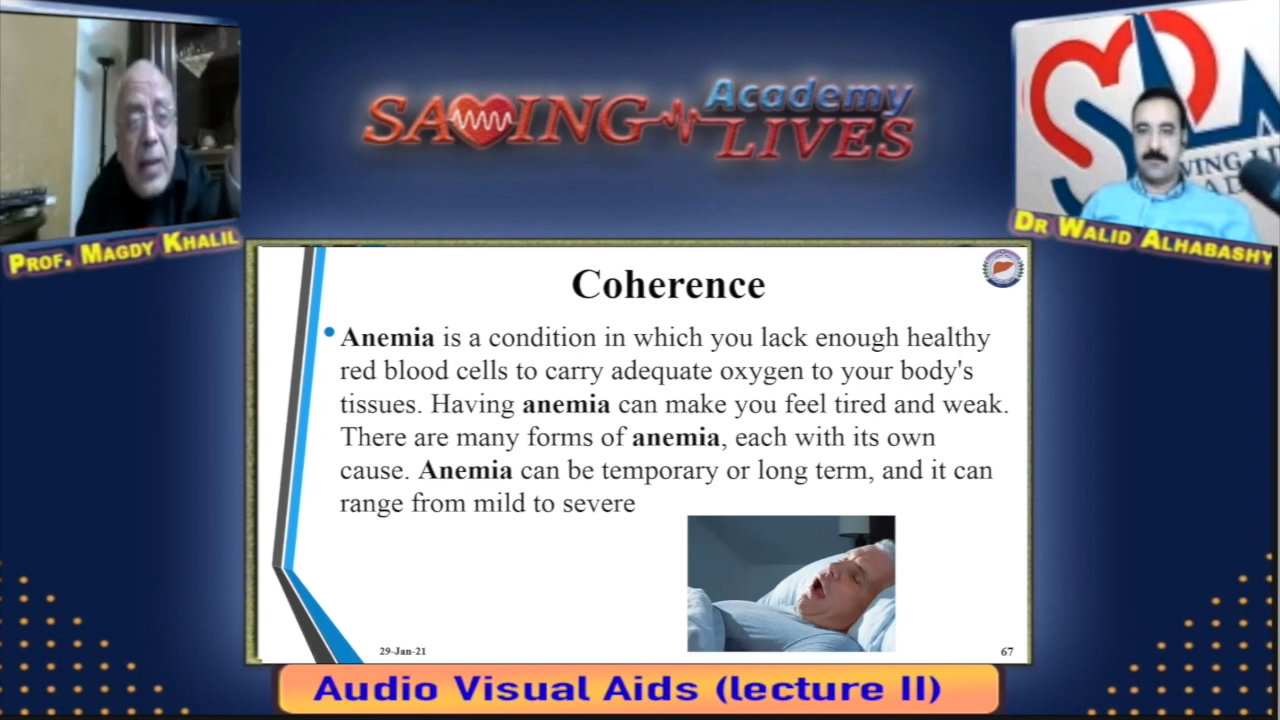 SAVING Academy LIVES
VING LI
A D
PROF. MAGDY KHALIL
DR WALID ALHABASHY
Coherence
• Anemia is a condition in which you lack enough healthy
red blood cells to carry adequate oxygen to your body's
tissues. Having anemia can make you feel tired and weak.
There are many forms of anemia, each with its own
cause. Anemia can be temporary or long term, and it can
range from mild to severe
29-Jan-21
67
Audio Visual Aids (lecture II)